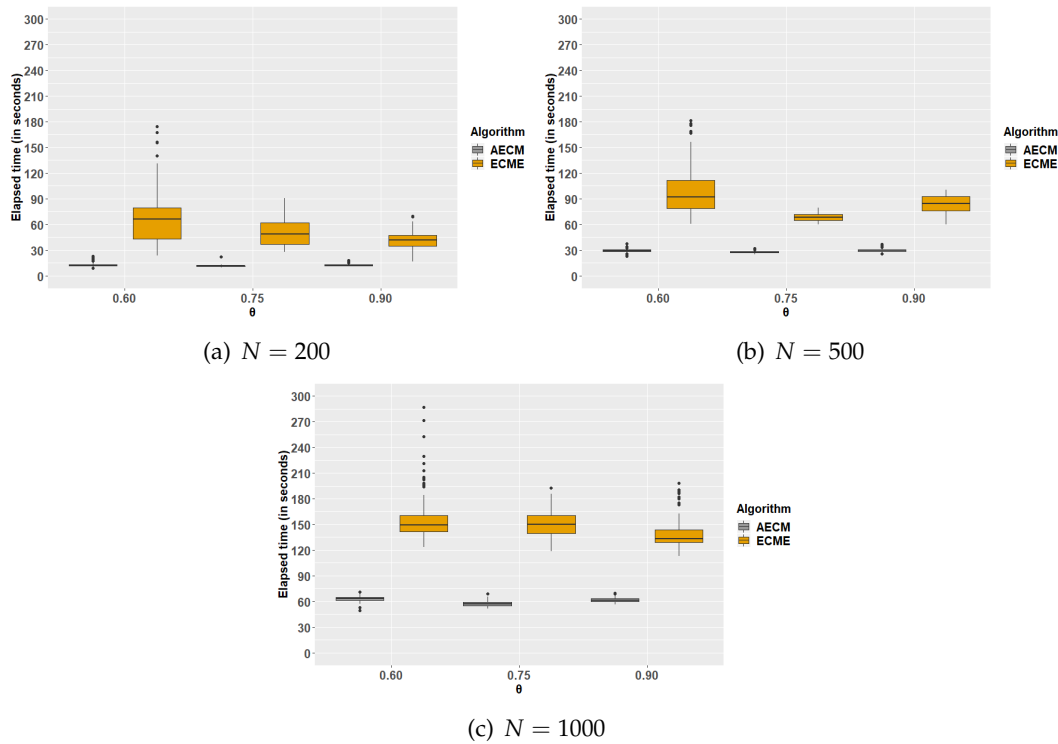 300
270
240
210
180
150
120
90
60
30
0
Elapsed time (in seconds)
0.60
0.75
0.90
θ
Algorithm
AECM
ECME
(a) N = 200
300
270
240
210
180
150
120
90
60
30
0
Elapsed time (in seconds)
0.60
0.75
0.90
θ
Algorithm
AECM
ECME
(b) N = 500
300
270
240
210
180
150
120
90
60
30
0
Elapsed time (in seconds)
0.60
0.75
0.90
θ
Algorithm
AECM
ECME
(c) N = 1000